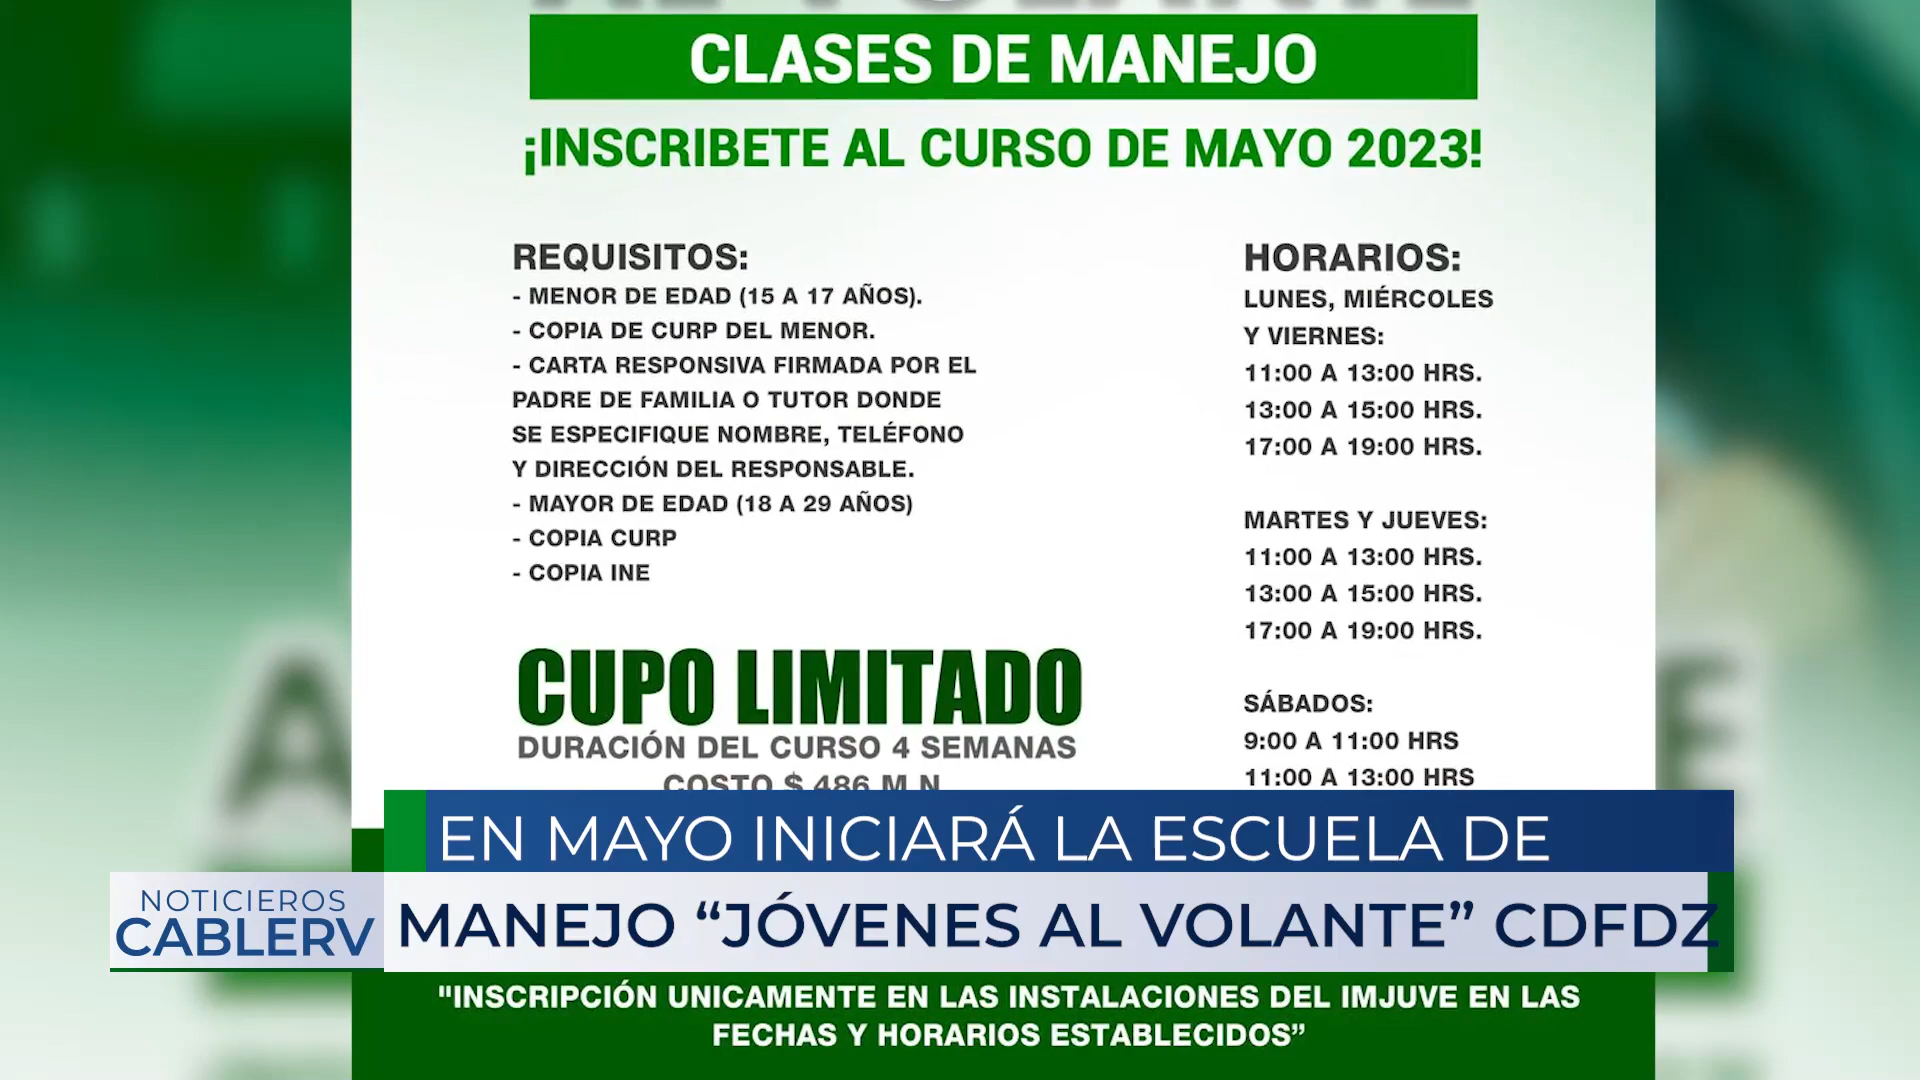 CLASES DE MANEJO
¡INSCRIBETE AL CURSO DE MAYO 2023!
REQUISITOS:
- MENOR DE EDAD (15 A 17 AÑOS).
- COPIA DE CURP DEL MENOR.
- CARTA RESPONSIVA FIRMADA POR EL
PADRE DE FAMILIA O TUTOR DONDE
SE ESPECIFIQUE NOMBRE, TELÉFONO
Y DIRECCIÓN DEL RESPONSABLE.
- MAYOR DE EDAD (18 A 29 AÑOS)
- COPIA CURP
- COPIA INE
CUPO LIMITADO
DURACIÓN DEL CURSO 4 SEMANAS
COSTO $ 486 M.N.
HORARIOS:
LUNES, MIÉRCOLES
Y VIERNES:
11:00 A 13:00 HRS.
13:00 A 15:00 HRS.
17:00 A 19:00 HRS.
MARTES Y JUEVES:
11:00 A 13:00 HRS.
13:00 A 15:00 HRS.
17:00 A 19:00 HRS.
SÁBADOS:
9:00 A 11:00 HRS
11:00 A 13:00 HRS
EN MAYO INICIARÁ LA ESCUELA DE
MANEJO “JÓVENES AL VOLANTE” CDFDZ
NOTICIEROS
CABLERV
"INSCRIPCIÓN UNICAMENTE EN LAS INSTALACIONES DEL IMJUVE EN LAS
FECHAS Y HORARIOS ESTABLECIDOS”